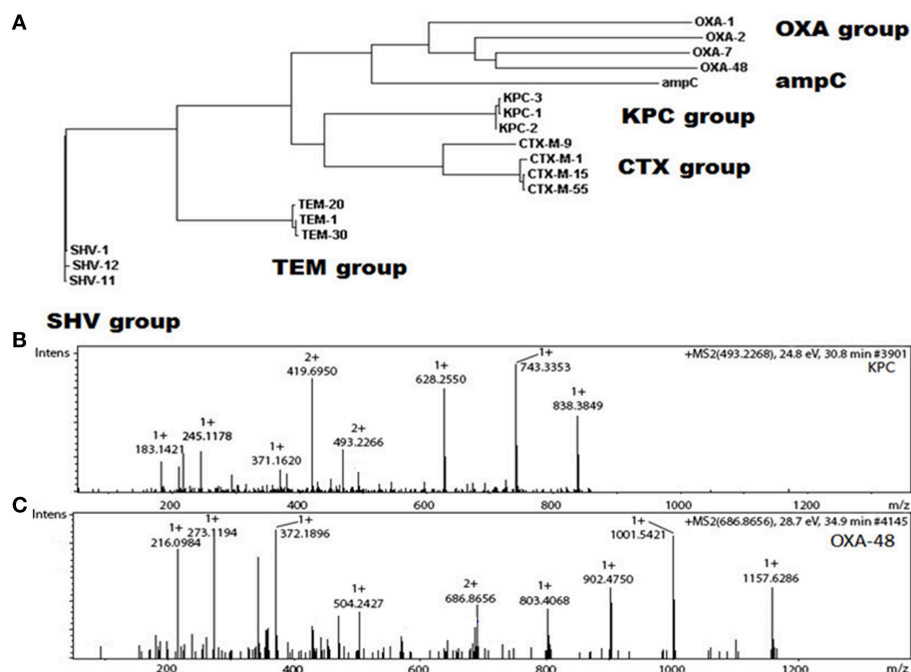 A
OXA-1
OXA-2
OXA-7
OXA-48
OXA group
ampC
ampC
KPC-3
KPC-1
KPC-2
KPC group
CTX-M-9
CTX-M-1
CTX-M-15
CTX-M-55
CTX group
TEM-20
TEM-1
TEM-30
TEM group
SHV-1
SHV-12
SHV-11
SHV group
B
Intens
+MS2(493.2268), 24.8 eV, 30.8 min #3901
KPC
1+
183.1421
1+
245.1178
1+
371.1620
2+
419.6950
2+
493.2266
1+
628.2550
1+
743.3353
1+
838.3849
200 400 600 800 1000 1200 m/z
C
Intens
+MS2(686.8656), 28.7 eV, 34.9 min #4145
OXA-48
1+
216.0984
1+
273.1194
1+
372.1896
1+
504.2427
2+
686.8656
1+
803.4068
1+
902.4750
1+
1001.5421
1+
1157.6286
200 400 600 800 1000 1200 m/z